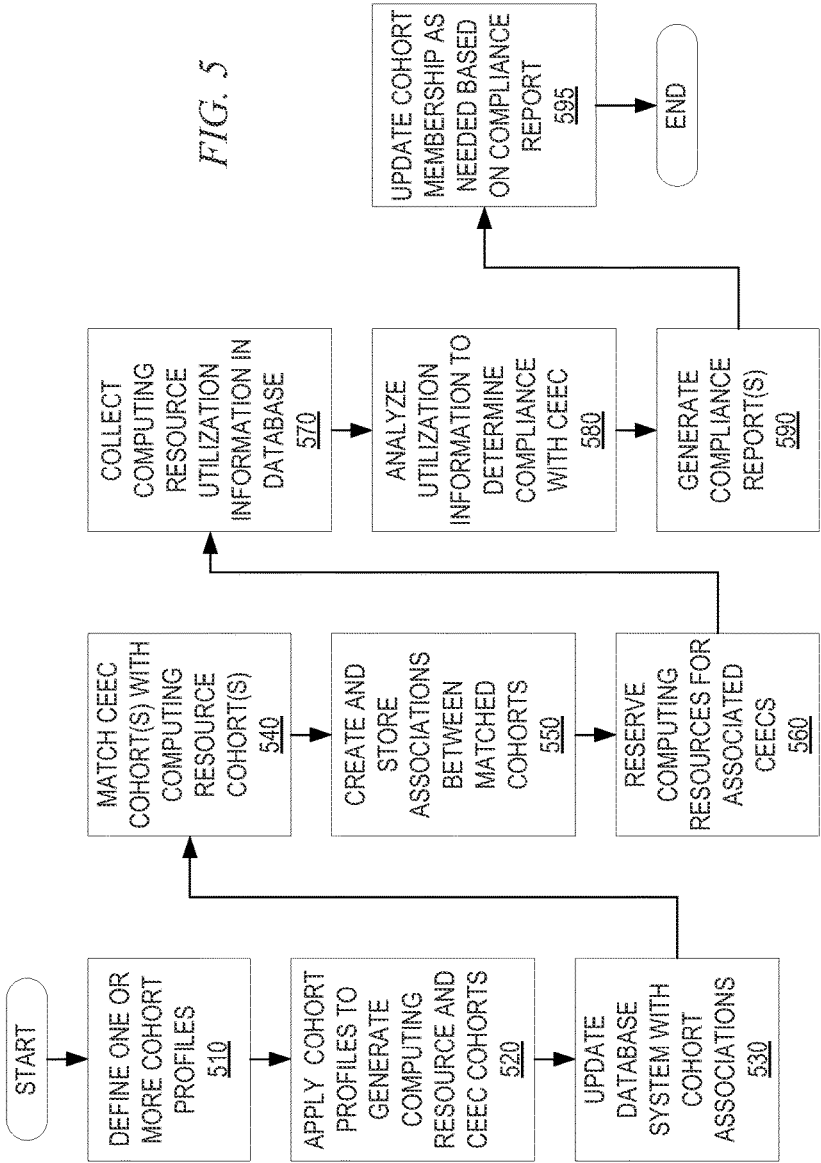 FIG. 5
START
DEFINE ONE OR
MORE COHORT
PROFILES
510
APPLY COHORT
PROFILES TO
GENERATE
COMPUTING
RESOURCE AND
CEEC COHORTS
520
UPDATE
DATABASE
SYSTEM WITH
COHORT
ASSOCIATIONS
530
MATCH CEEC
COHORT(S) WITH
COMPUTING
RESOURCE
COHORT(S)
540
CREATE AND
STORE
ASSOCIATIONS
BETWEEN
MATCHED
COHORTS
550
RESERVE
COMPUTING
RESOURCES FOR
ASSOCIATED
CEECS
560
COLLECT
COMPUTING
RESOURCE
UTILIZATION
INFORMATION IN
DATABASE
570
ANALYZE
UTILIZATION
INFORMATION TO
DETERMINE
COMPLIANCE
WITH CEEC
580
GENERATE
COMPLIANCE
REPORT(S)
590
UPDATE COHORT
MEMBERSHIP AS
NEEDED BASED
ON COMPLIANCE
REPORT
595
END